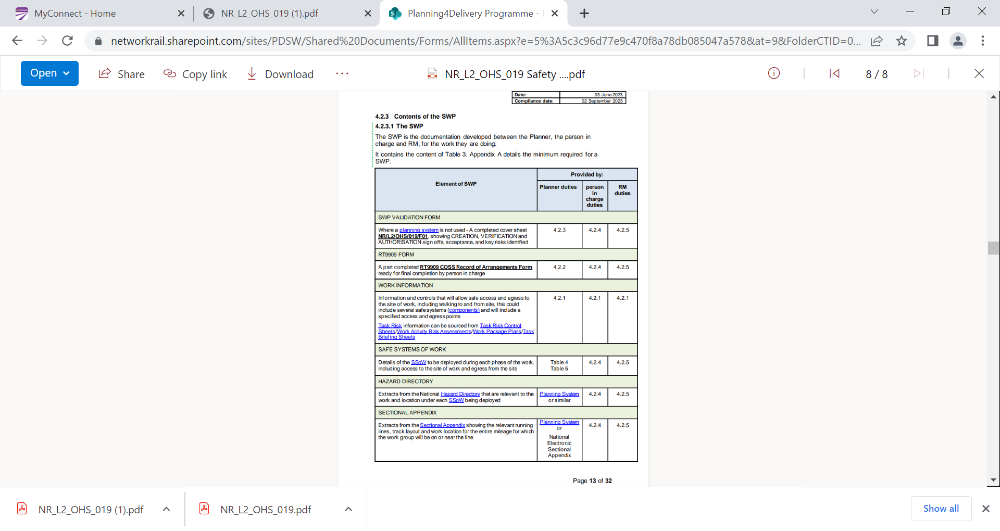 MyConnect - Home
NR_L2_OHS_019 (1).pdf
Planning4Delivery Programme -
networkrail.sharepoint.com/sites/PDSW/Shared%20Documents/Forms/AllItems.aspx?e=5%3A5c3c96d77e9c470f8a78db085047a578&at=9&FolderCTID=0...
Open
Share
Copy link
Download
NR_L2_OHS_019 Safety ....pdf
8 / 8
Date: 03 June 2023
Compliance date: 02 September 2023
4.2.3 Contents of the SWP
4.2.3.1 The SWP
The SWP is the documentation developed between the Planner, the person in
charge and RM, for the work they are doing.
It contains the content of Table 3. Appendix A details the minimum required for a
SWP.
Element of SWP
Provided by:
Planner duties
person
in
charge
duties
RM
duties
SWP VALIDATION FORM
Where a planning system is not used - A completed cover sheet
NR/L2/OHS/019/F01, showing CREATION, VERIFICATION and
AUTHORISATION sign offs, acceptance, and key risks identified
4.2.3
4.2.4
4.2.5
RT9909 FORM
A part completed RT9909 COSS Record of Arrangements Form
ready for final completion by person in charge
4.2.2
4.2.4
4.2.5
WORK INFORMATION
Information and controls that will allow safe access and egress to
the site of work, including walking to and from site, this could
include several safe systems (components) and will include a
specified access and egress points
Task Risk information can be sourced from Task Risk Control
Sheets/Work Activity Risk Assessments/Work Package Plans/Task
Briefing Sheets
4.2.1
4.2.1
4.2.1
SAFE SYSTEMS OF WORK
Details of the SSoW to be deployed during each phase of the work,
including access to the site of work and egress from the site
Table 4
Table 5
4.2.4
4.2.5
HAZARD DIRECTORY
Extracts from the National Hazard Directory that are relevant to the
work and location under each SSoW being deployed
Planning System
or similar
4.2.4
4.2.5
SECTIONAL APPENDIX
Extracts from the Sectional Appendix showing the relevant running
lines, track layout and work location for the entire mileage for which
the work group will be on or near the line
Planning System
or
National
Electronic
Sectional
Appendix
4.2.4
4.2.5
Page 13 of 32
NR_L2_OHS_019 (1).pdf
NR_L2_OHS_019.pdf
Show all